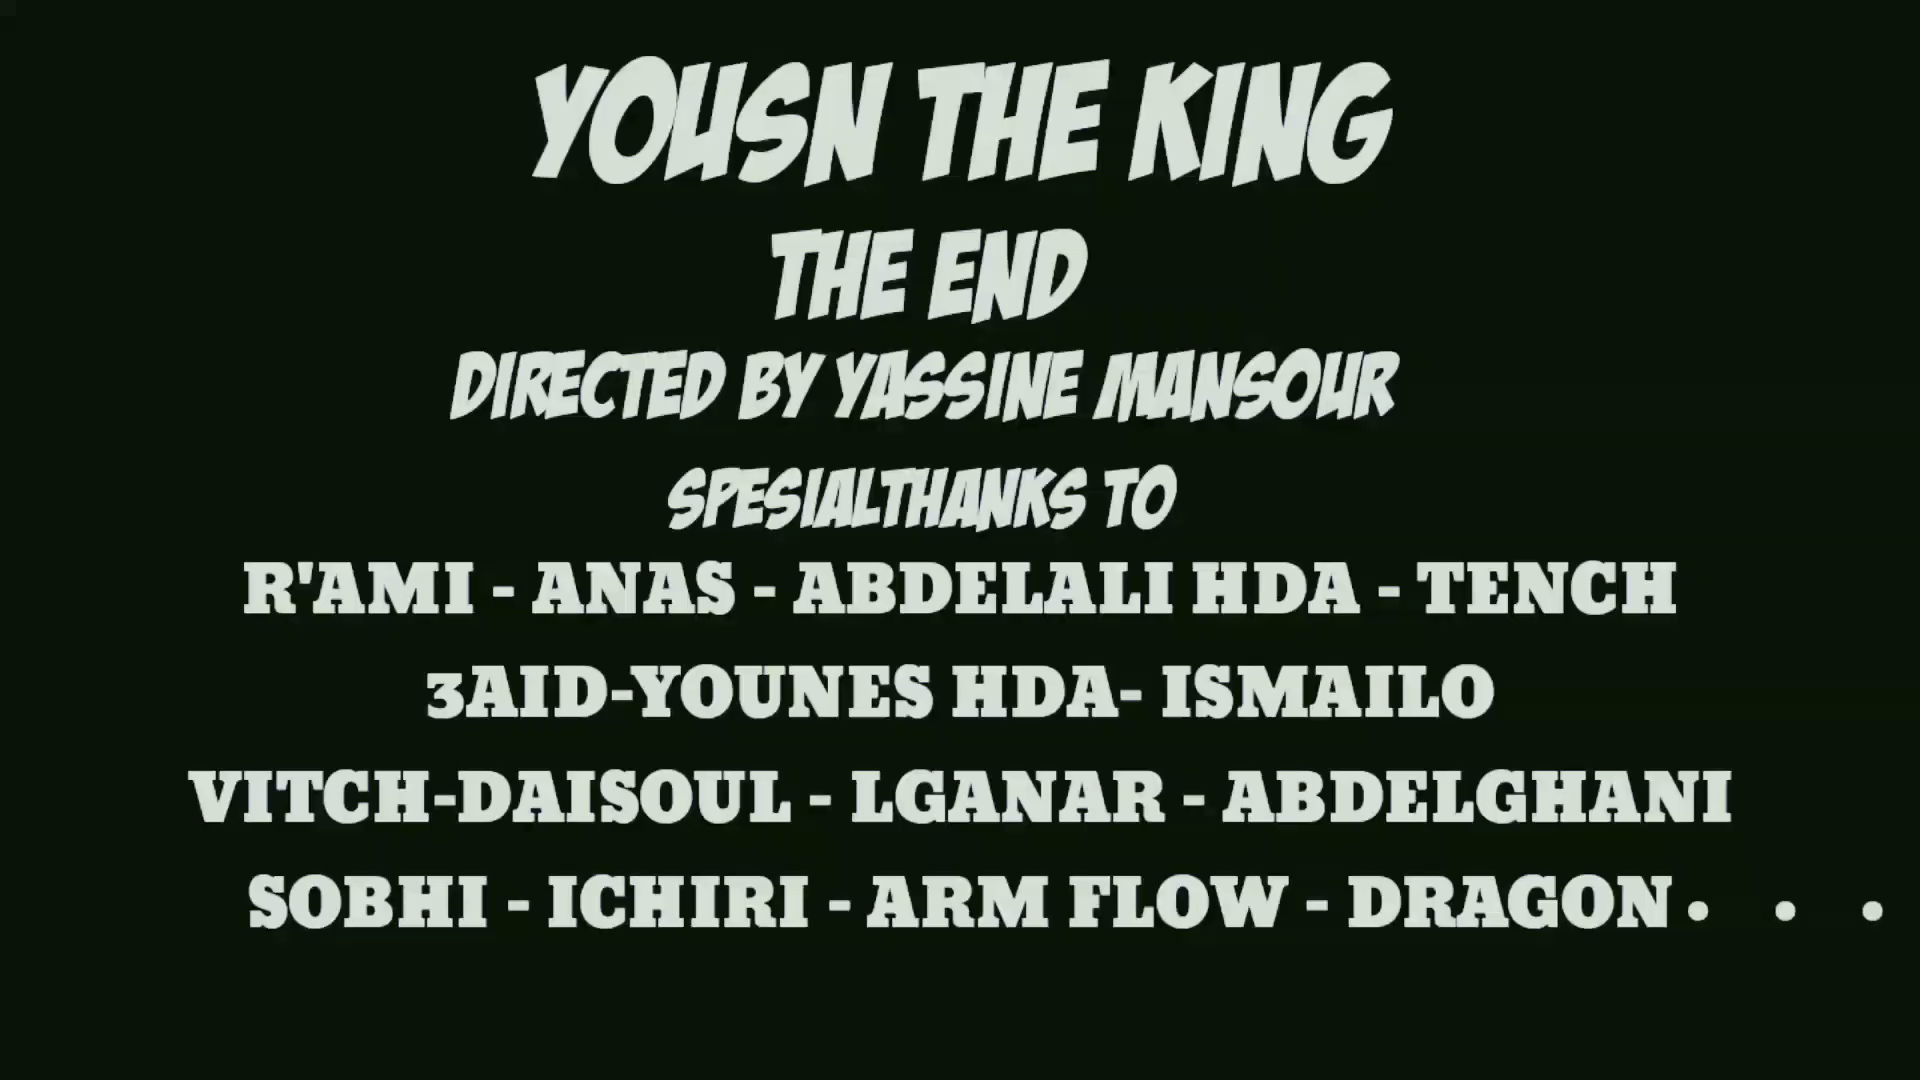 YOUSN THE KING
THE END
DIRECTED BY YASSINE MANSOUR
SPESIALTHANKS TO
R'AMI - ANAS - ABDELALI HDA - TENCH
3AID-YOUNES HDA- ISMAILO
VITCH-DAISOUL - LGANAR - ABDELGHANI
SOBHI - ICHIRI - ARM FLOW - DRAGON . . .